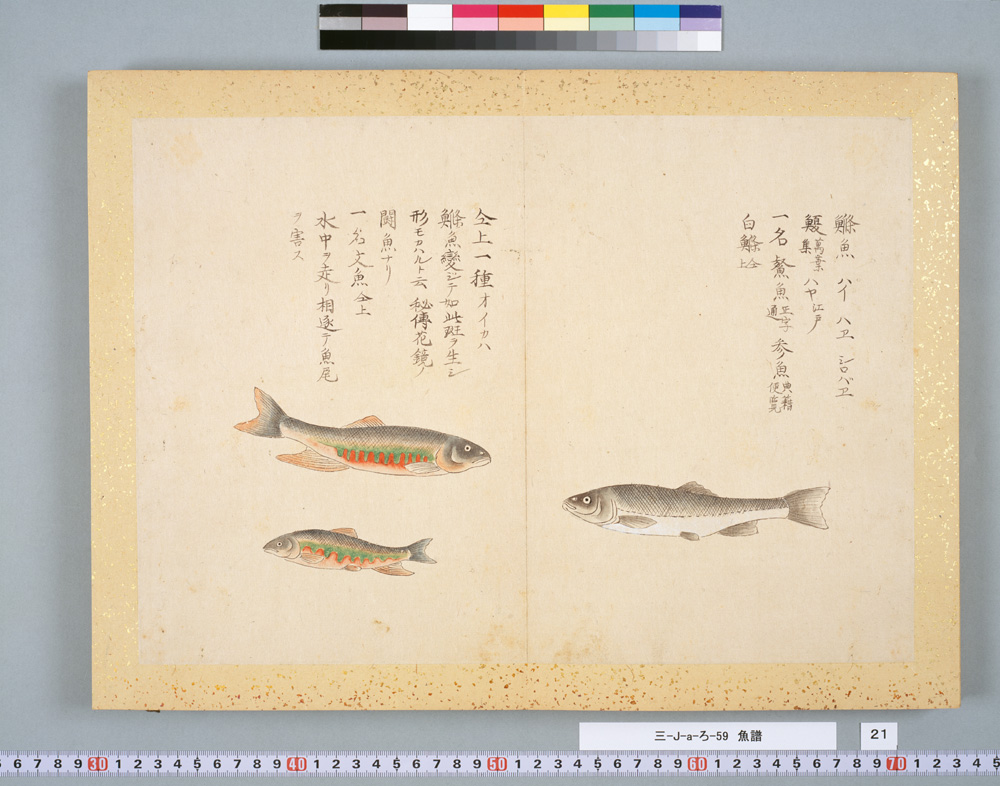 鰷魚 ハイ ハヱ シロバヱ
鰋 萬葉集 ハヤ 江戸
一名 鰲魚 正字通 参魚 典籍便覧
白鰷 仝上
仝上一種 オイカハ
鰷魚變ジテ如此斑ヲ生シ
形モカハルト云 秘傳花鏡ノ
闘魚ナリ
一名文魚 仝上
水中ヲ走リ相逐テ魚尾
ヲ害ス
三-J-a-ろ-59 魚譜
21
6 7 8 9 30 1 2 3 4 5 6 7 8 9 40 1 2 3 4 5 6 7 8 9 50 1 2 3 4 5 6 7 8 9 60 1 2 3 4 5 6 7 8 9 70 1 2 3 4 5